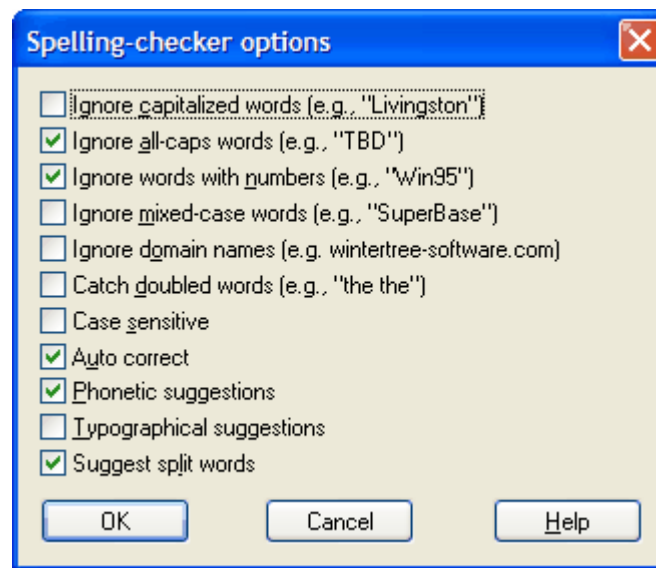 Spelling-checker options
Ignore capitalized words (e.g., "Livingston")
Ignore all-caps words (e.g., "TBD")
Ignore words with numbers (e.g., "Win95")
Ignore mixed-case words (e.g., "SuperBase")
Ignore domain names (e.g. wintertree-software.com)
Catch doubled words (e.g., "the the")
Case sensitive
Auto correct
Phonetic suggestions
Typographical suggestions
Suggest split words
OK Cancel Help